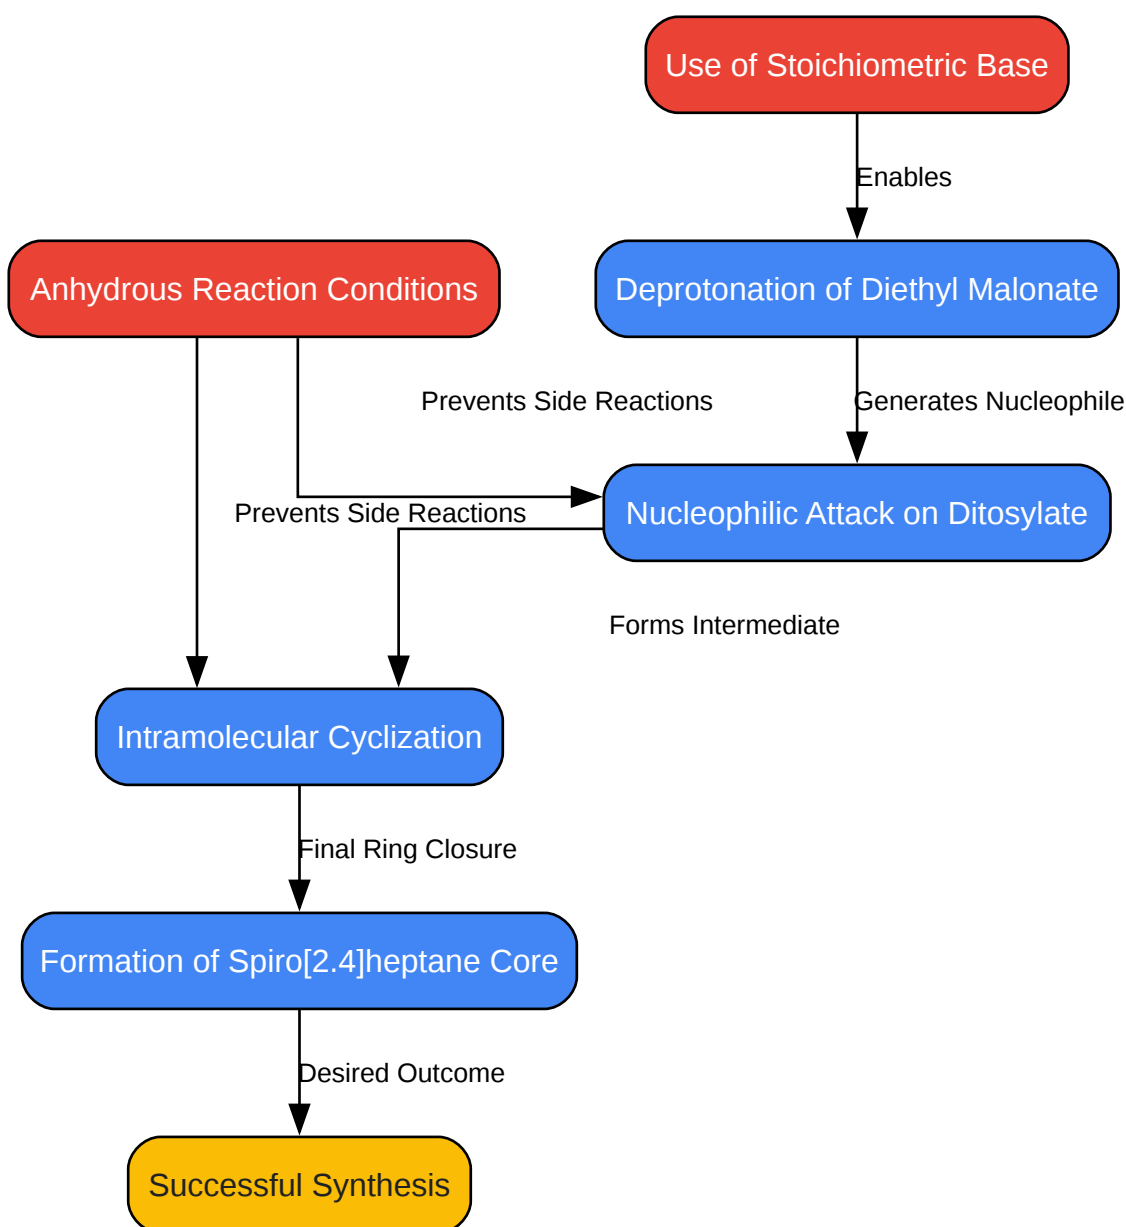 Use of Stoichiometric Base
Enables
Anhydrous Reaction Conditions
Deprotonation of Diethyl Malonate
Prevents Side Reactions
Generates Nucleophile
Prevents Side Reactions
Nucleophilic Attack on Ditosylate
Forms Intermediate
Intramolecular Cyclization
Final Ring Closure
Formation of Spiro[2.4]heptane Core
Desired Outcome
Successful Synthesis